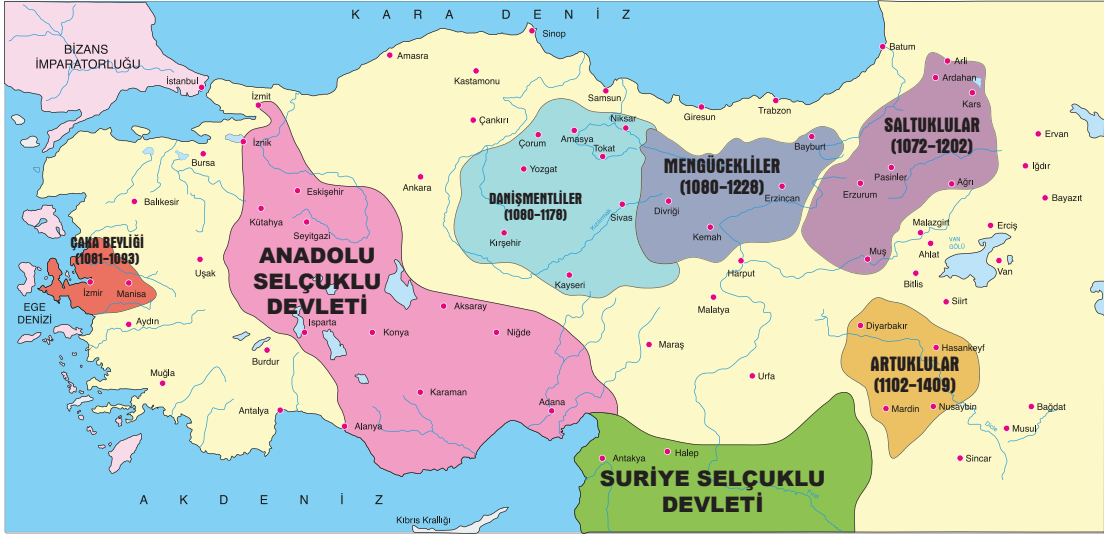 KARA DENİZ
BİZANS
İMPARATORLUĞU
İstanbul
İzmit
İznik
Bursa
Balıkesir
Amasra
Kastamonu
Sinop
Çankırı
Samsun
Giresun
Trabzon
Batum
Arli
Ardahan
Kars
SALTUKLULAR
(1072–1202)
Pasinler
Erzurum
Ağrı
Muş
Ervan
Iğdır
Bayazıt
Malazgirt
Erciş
Ahlat
VAN
GÖLÜ
Van
Bitlis
Siirt
Bayburt
MENGÜCEKLİLER
(1080–1228)
Erzincan
Divriği
Kemah
Harput
Malatya
Niksar
Amasya
Çorum
Tokat
Yozgat
DANİŞMENTLİLER
(1080–1178)
Kızılırmak
Sivas
Kırşehir
Kayseri
Ankara
Eskişehir
Kütahya
Seyitgazi
ANADOLU
SELÇUKLU
DEVLETİ
Isparta
Konya
Aksaray
Niğde
Karaman
Adana
Alanya
ÇAKA BEYLİĞİ
(1081–1093)
İzmir
Manisa
EGE
DENİZİ
Uşak
Aydın
Burdur
Muğla
Antalya
Maraş
Urfa
Diyarbakır
Hasankeyf
ARTUKLULAR
(1102–1409)
Mardin
Nusaybin
Bağdat
Musul
Dicle
Sincar
Antakya
Halep
SURİYE SELÇUKLU
DEVLETİ
Fırat
AKDENİZ
Kıbrıs Krallığı